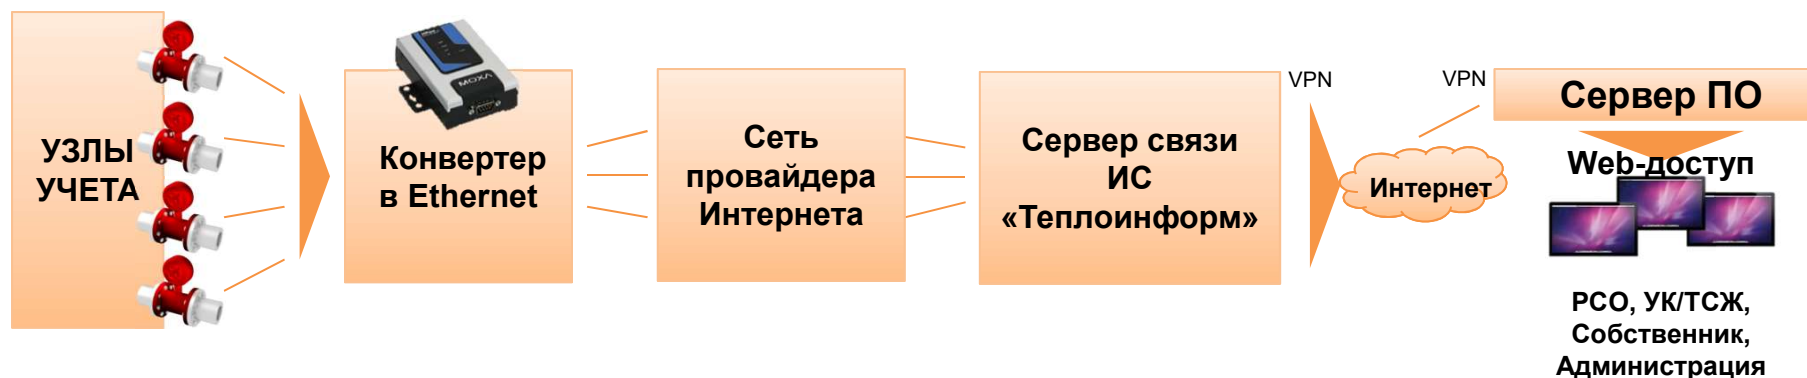 УЗЛЫ
УЧЕТА
MOXA
Конвертер
в Ethernet
Сеть
провайдера
Интернета
Сервер связи
ИС
«Теплоинформ»
VPN
Интернет
VPN
Сервер ПО
Web-доступ
РСО, УК/ТСЖ,
Собственник,
Администрация